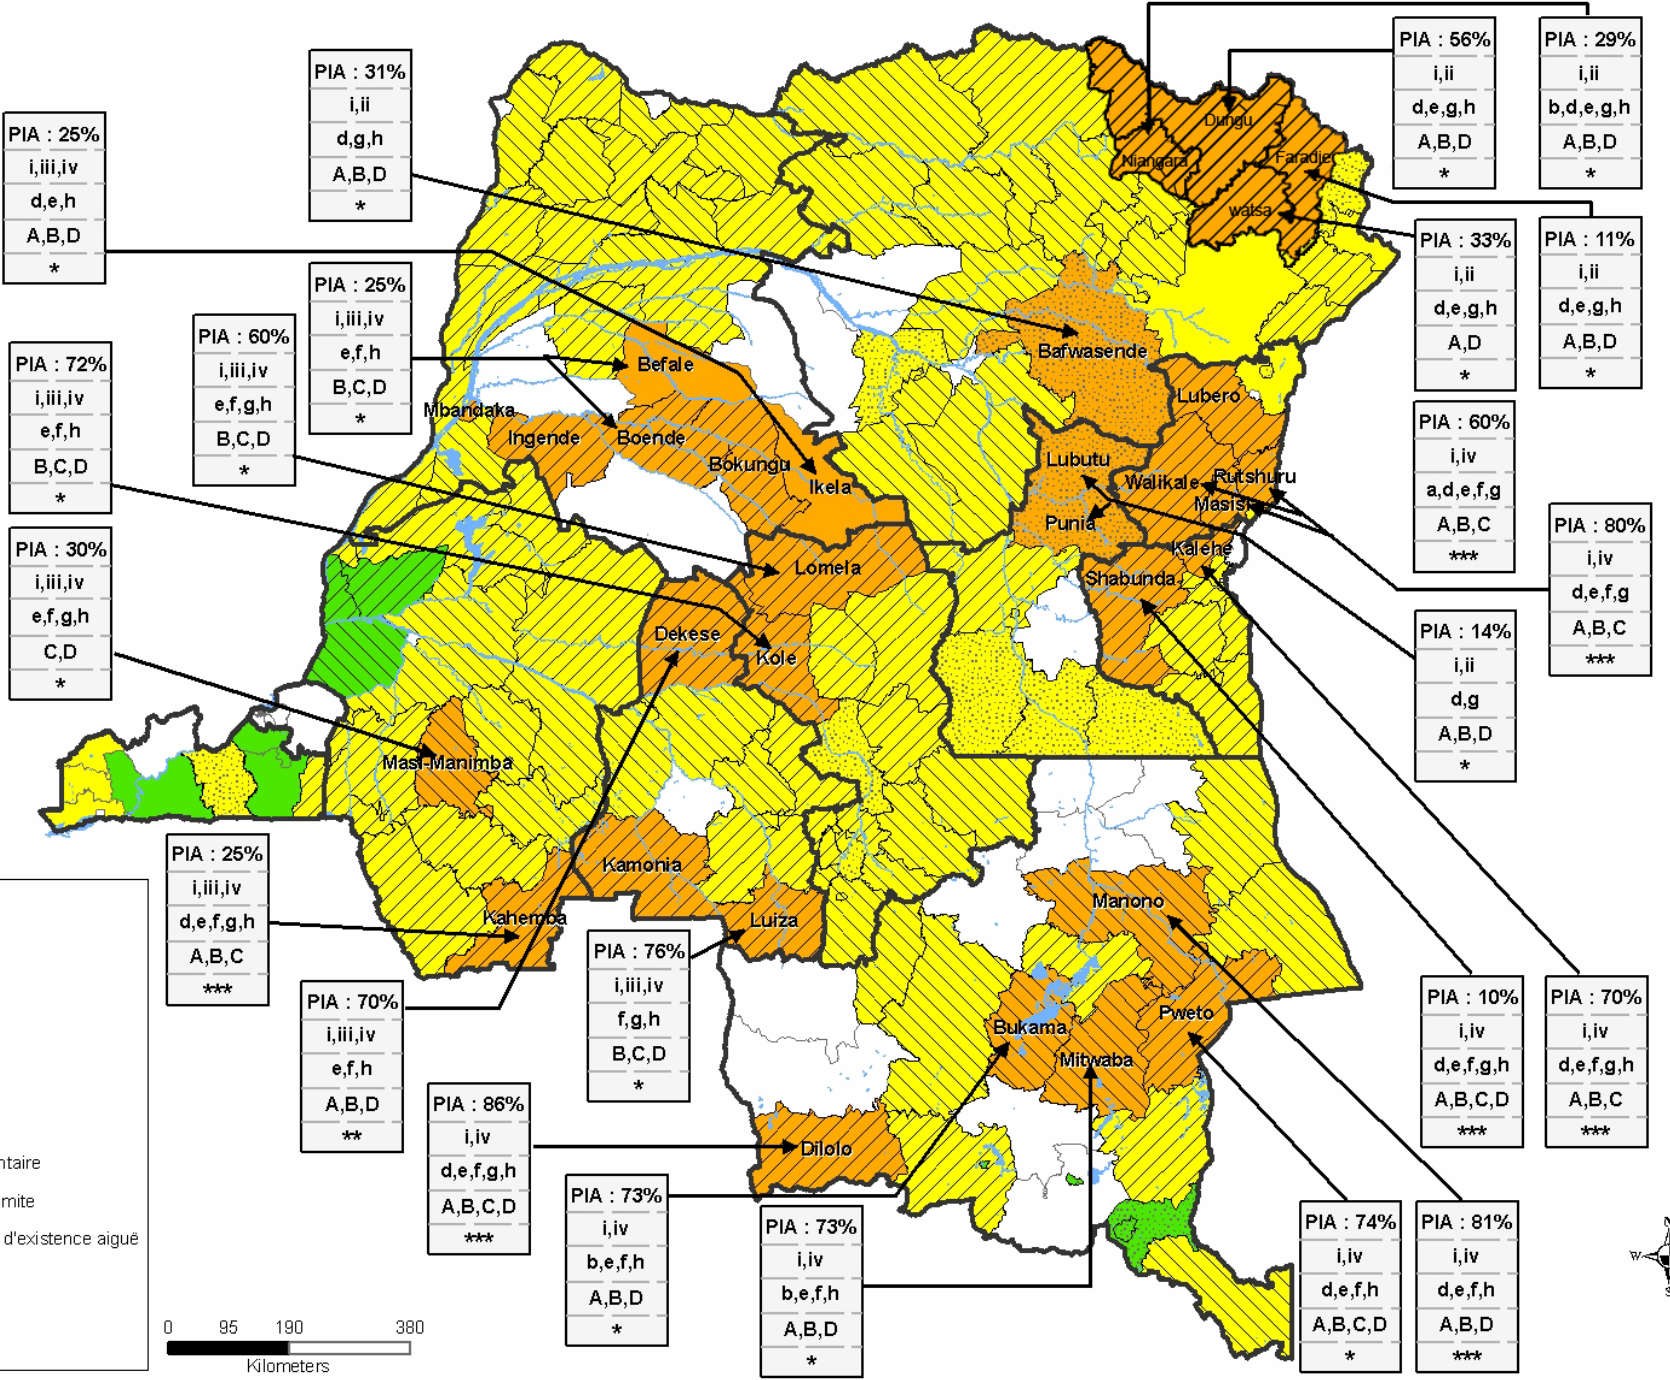 PIA : 56%
i,ii
d,e,g,h
A,B,D
*
PIA : 29%
i,ii
b,d,e,g,h
A,B,D
*
PIA : 31%
i,ii
d,g,h
A,B,D
*
PIA : 25%
i,iii,iv
d,e,h
A,B,D
*
Dungu
Niangara
Faradje
watsa
PIA : 33%
i,ii
d,e,g,h
A,D
*
PIA : 11%
i,ii
d,e,g,h
A,B,D
*
PIA : 25%
i,iii,iv
e,f,h
B,C,D
*
PIA : 60%
i,iii,iv
e,f,g,h
B,C,D
*
PIA : 72%
i,iii,iv
e,f,h
B,C,D
*
Befale
Bafwasende
Mbandaka
Ingende
Boende
Bokungu
Ikela
Lubero
Lubutu
Walikale
Rutshuru
Masisi
Punia
Kalehe
Shabunda
PIA : 60%
i,iv
a,d,e,f,g
A,B,C
***
PIA : 80%
i,iv
d,e,f,g
A,B,C
***
PIA : 30%
i,iii,iv
e,f,g,h
C,D
*
Lomela
Dekese
Kole
PIA : 14%
i,ii
d,g
A,B,D
*
Masi-Manimba
Kamonia
Kahemba
Luiza
Manono
PIA : 25%
i,iii,iv
d,e,f,g,h
A,B,C
***
PIA : 70%
i,iii,iv
e,f,h
A,B,D
**
PIA : 76%
i,iii,iv
f,g,h
B,C,D
*
PIA : 10%
i,iv
d,e,f,g,h
A,B,C,D
***
PIA : 70%
i,iv
d,e,f,g,h
A,B,C
***
Bukama
Pweto
Mitwaba
Dilolo
PIA : 86%
i,iv
d,e,f,g,h
A,B,C,D
***
PIA : 73%
i,iv
b,e,f,h
A,B,D
*
PIA : 73%
i,iv
b,e,f,h
A,B,D
*
PIA : 74%
i,iv
d,e,f,h
A,B,C,D
*
PIA : 81%
i,iv
d,e,f,h
A,B,D
***
ntaire
mite
d'existence aiguë
0 95 190 380
Kilometers
W